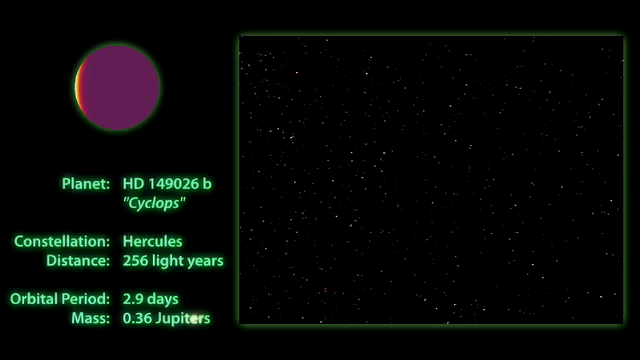 Planet: HD 149026 b
"Cyclops"
Constellation: Hercules
Distance: 256 light years
Orbital Period: 2.9 days
Mass: 0.36 Jupiters